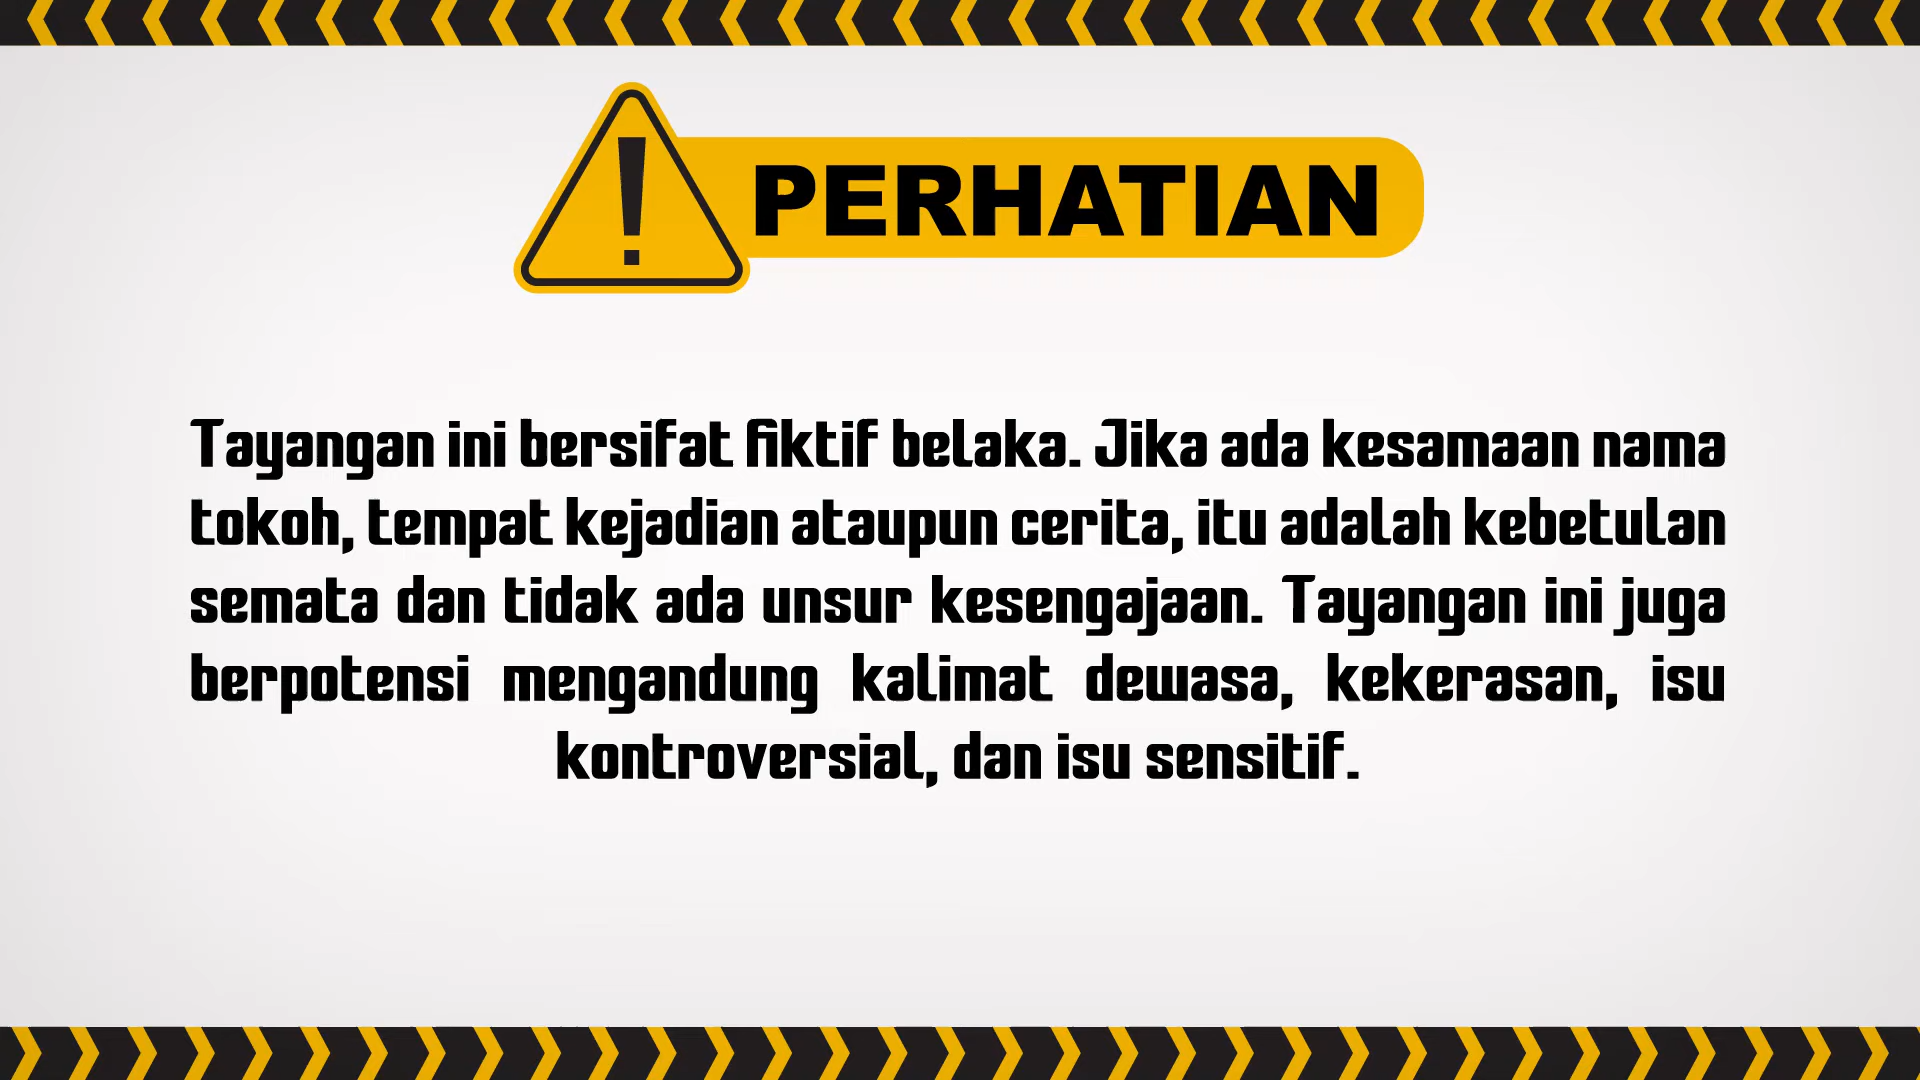 PERHATIAN
Tayangan ini bersifat fiktif belaka. Jika ada kesamaan nama
tokoh, tempat kejadian ataupun cerita, itu adalah kebetulan
semata dan tidak ada unsur kesengajaan. Tayangan ini juga
berpotensi mengandung kalimat dewasa, kekerasan, isu
kontroversial, dan isu sensitif.